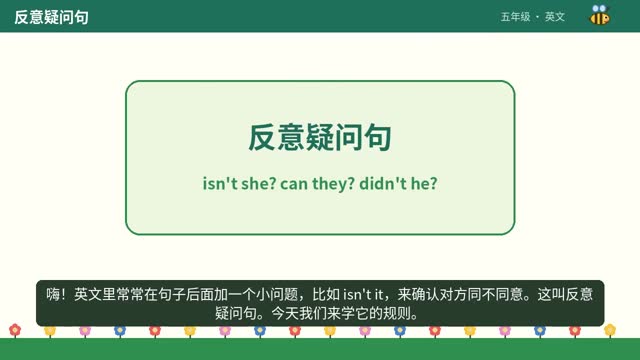 反意疑问句
五年级 · 英文
反意疑问句
isn't she? can they? didn't he?
嗨！英文里常常在句子后面加一个小问题，比如 isn't it，来确认对方同不同意。这叫反意
疑问句。今天我们来学它的规则。